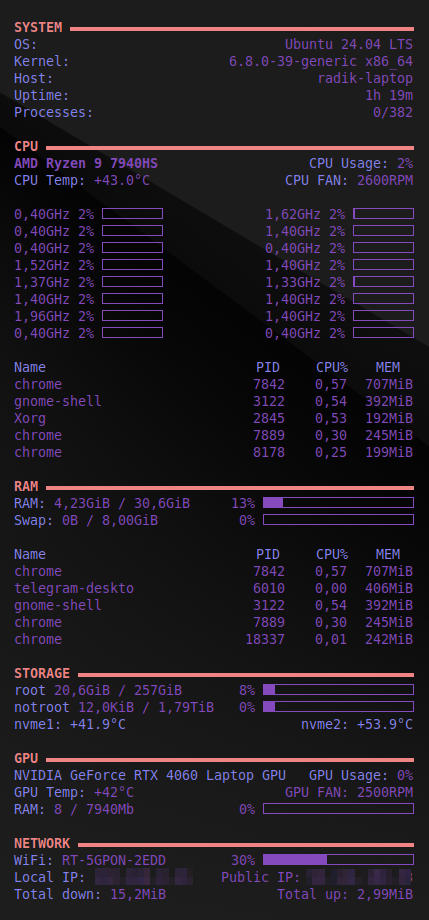 SYSTEM
OS: Ubuntu 24.04 LTS
Kernel: 6.8.0-39-generic x86_64
Host: radik-laptop
Uptime: 1h 19m
Processes: 0/382
CPU
AMD Ryzen 9 7940HS CPU Usage: 2%
CPU Temp: +43.0°C CPU FAN: 2600RPM
0,40GHz 2% 1,62GHz 2%
0,40GHz 2% 1,40GHz 2%
0,40GHz 2% 0,40GHz 2%
1,52GHz 2% 1,40GHz 2%
1,37GHz 2% 1,33GHz 2%
1,40GHz 2% 1,40GHz 2%
1,96GHz 2% 1,40GHz 2%
0,40GHz 2% 0,40GHz 2%
Name PID CPU% MEM
chrome 7842 0,57 707MiB
gnome-shell 3122 0,54 392MiB
Xorg 2845 0,53 192MiB
chrome 7889 0,30 245MiB
chrome 8178 0,25 199MiB
RAM
RAM: 4,23GiB / 30,6GiB 13%
Swap: 0B / 8,00GiB 0%
Name PID CPU% MEM
chrome 7842 0,57 707MiB
telegram-deskto 6010 0,00 406MiB
gnome-shell 3122 0,54 392MiB
chrome 7889 0,30 245MiB
chrome 18337 0,01 242MiB
STORAGE
root 20,6GiB / 257GiB 8%
notroot 12,0KiB / 1,79TiB 0%
nvme1: +41.9°C nvme2: +53.9°C
GPU
NVIDIA GeForce RTX 4060 Laptop GPU GPU Usage: 0%
GPU Temp: +42°C GPU FAN: 2500RPM
RAM: 8 / 7940Mb 0%
NETWORK
WiFi: RT-5GPON-2EDD 30%
Local IP: Public IP:
Total down: 15,2MiB Total up: 2,99MiB